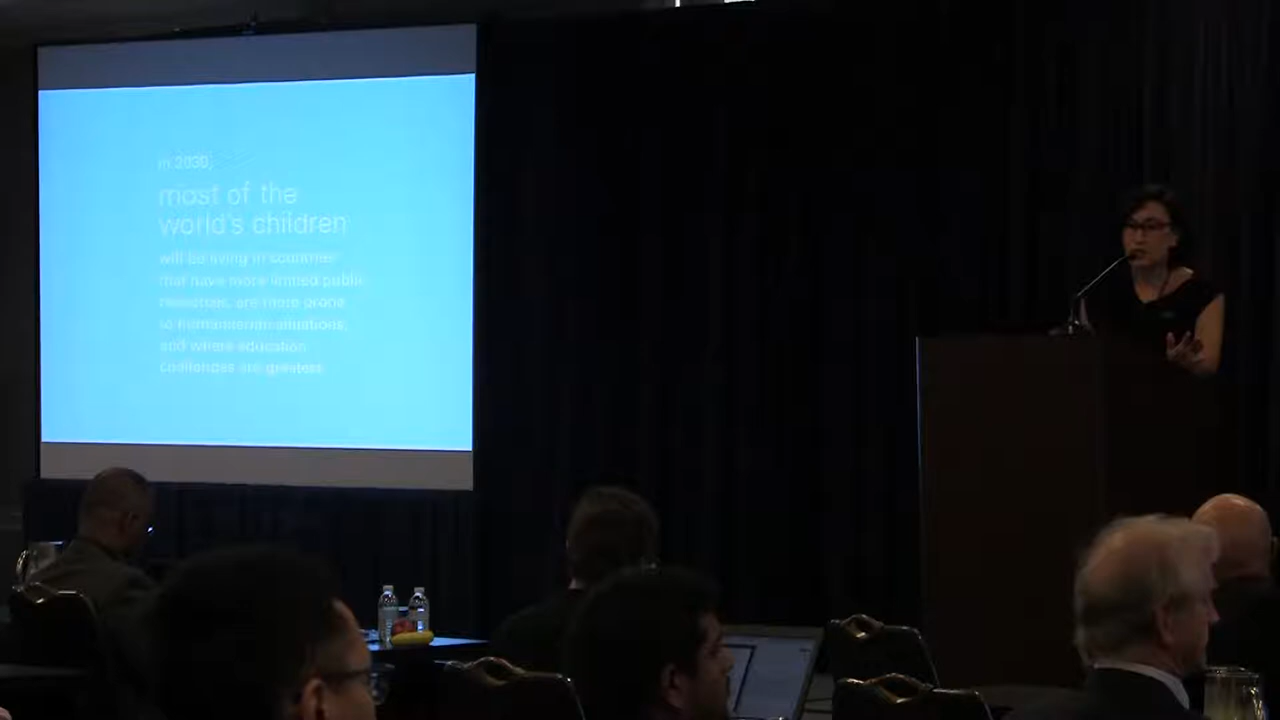 in 2030,
most of the
world's children
will be living in countries
that have more limited public
resources, are more prone
to humanitarian situations,
and where education
challenges are greatest.